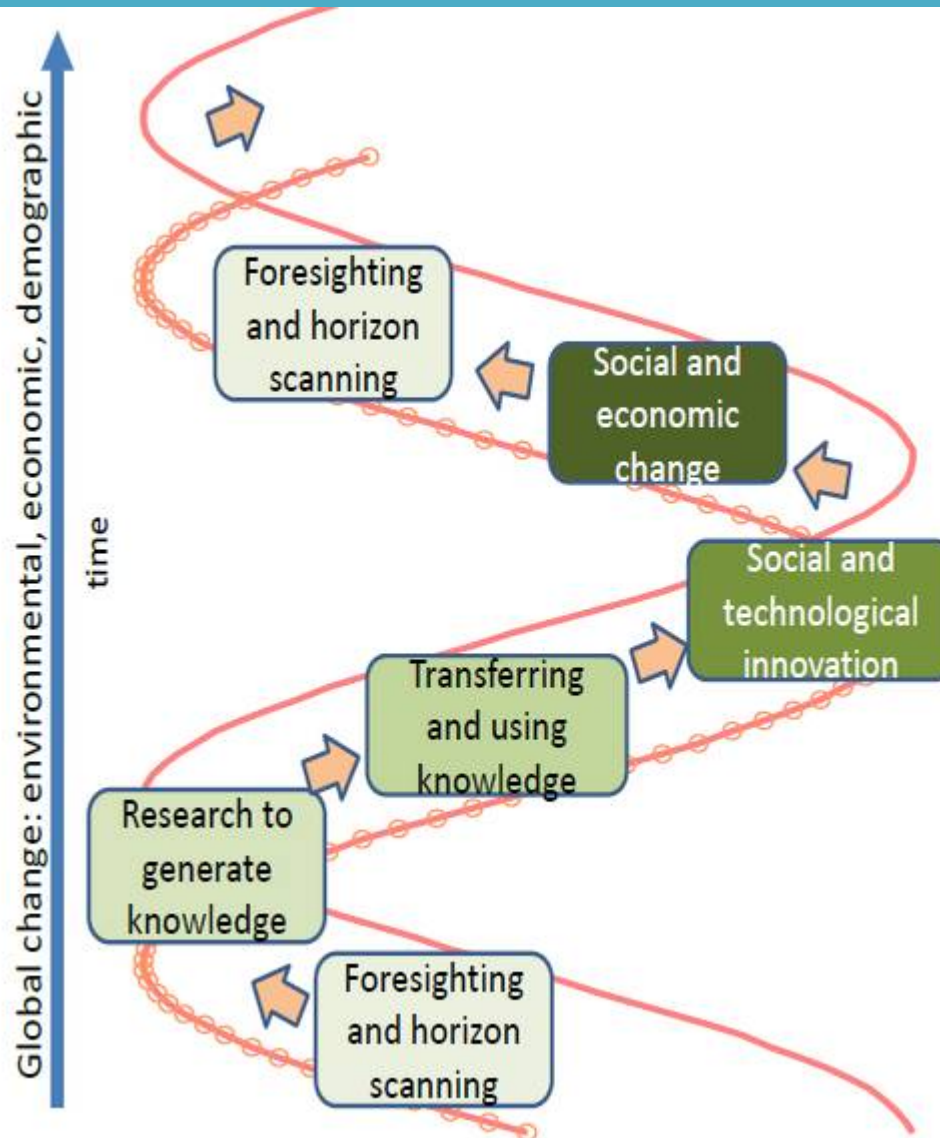 Global change: environmental, economic, demographic
time
Foresighting
and horizon
scanning
Social and
economic
change
Social and
technological
innovation
Transferring
and using
knowledge
Research to
generate
knowledge
Foresighting
and horizon
scanning